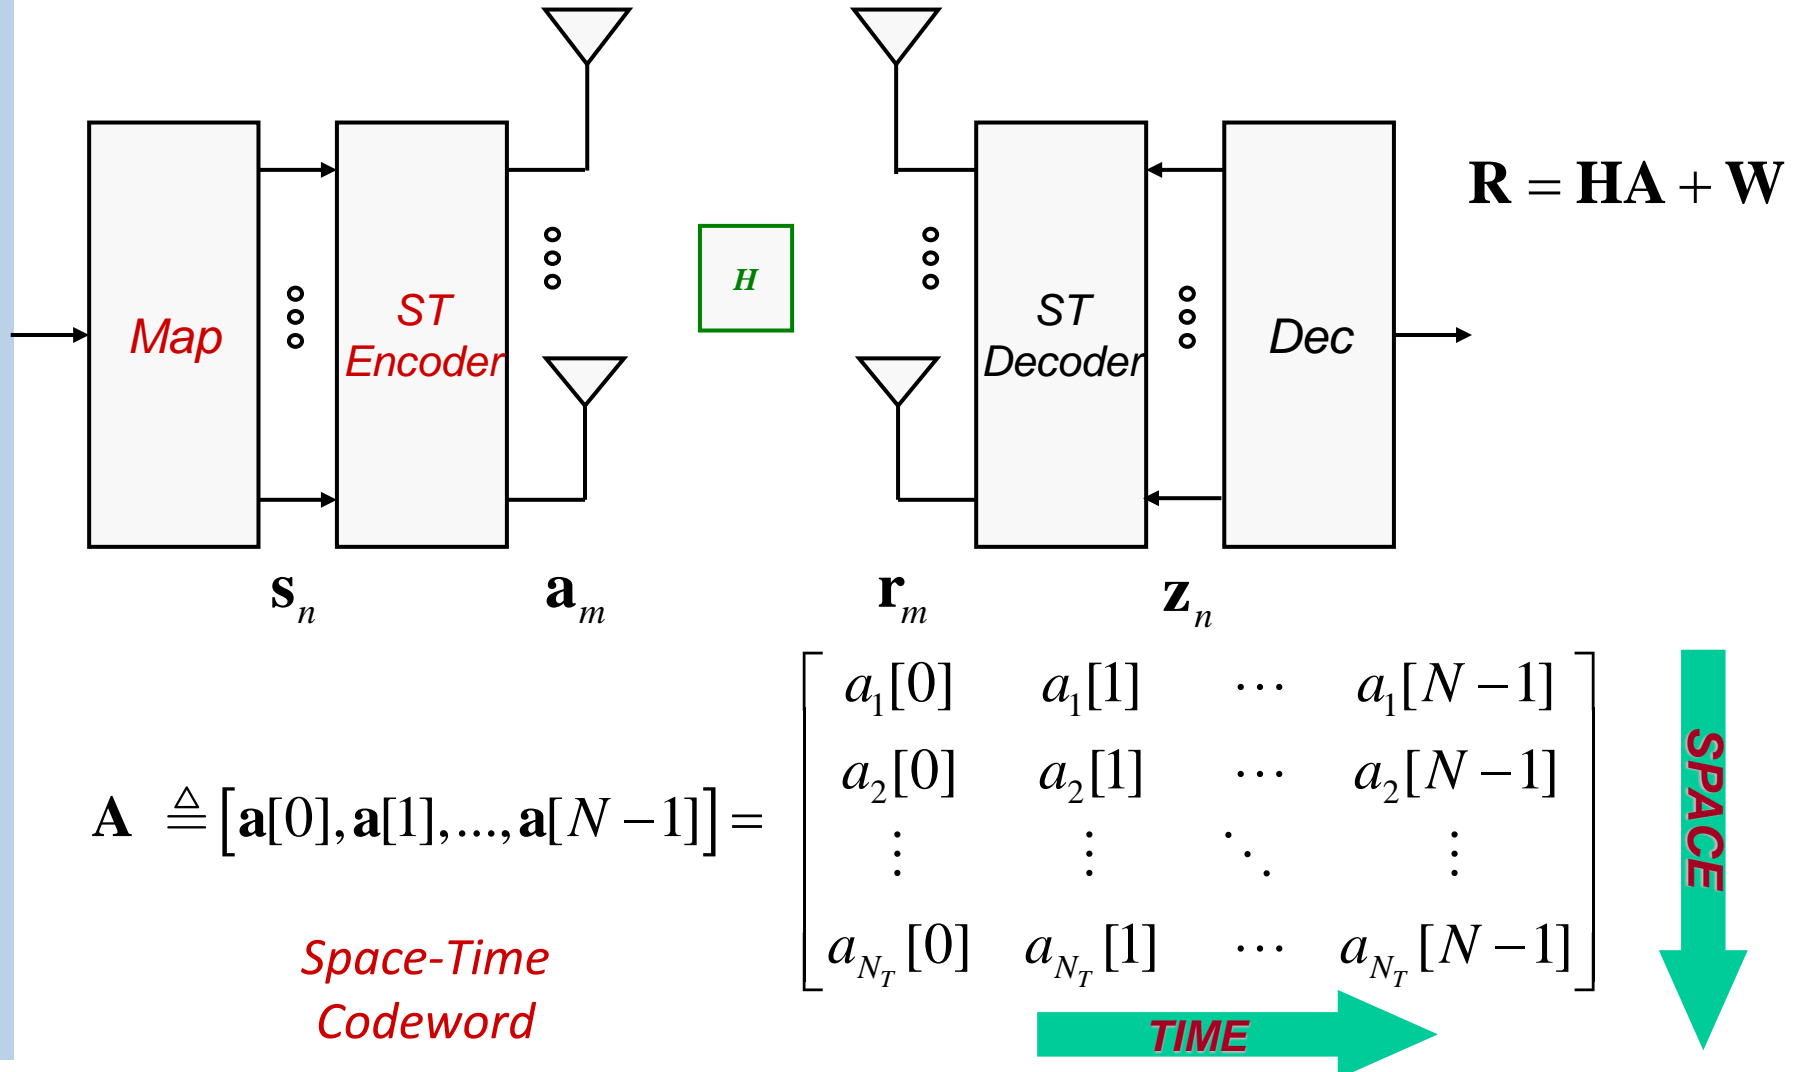 Map
ST
Encoder
H
ST
Decoder
Dec
R = HA + W
s_n
a_m
r_m
z_n
A ≜ [a[0], a[1], ..., a[N − 1]] =
a_1[0] a_1[1] ⋯ a_1[N − 1]
a_2[0] a_2[1] ⋯ a_2[N − 1]
⋮ ⋮ ⋱ ⋮
a_{N_T}[0] a_{N_T}[1] ⋯ a_{N_T}[N − 1]
SPACE
Space-Time
Codeword
TIME